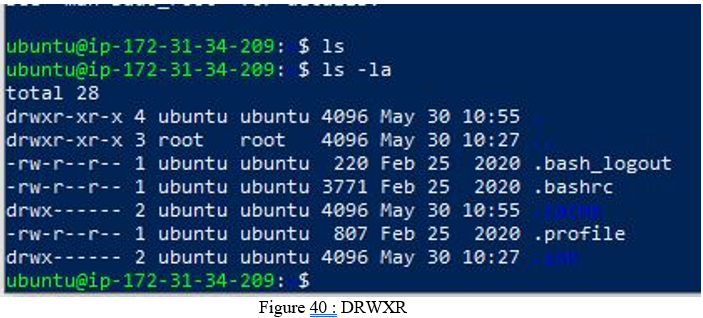 ubuntu@ip-172-31-34-209: $ ls
ubuntu@ip-172-31-34-209: $ ls -la
total 28
drwxr-xr-x 4 ubuntu ubuntu 4096 May 30 10:55 .
drwxr-xr-x 3 root   root   4096 May 30 10:27 ..
-rw-r--r-- 1 ubuntu ubuntu  220 Feb 25  2020 .bash_logout
-rw-r--r-- 1 ubuntu ubuntu 3771 Feb 25  2020 .bashrc
drwx------ 2 ubuntu ubuntu 4096 May 30 10:55 .cache
-rw-r--r-- 1 ubuntu ubuntu  807 Feb 25  2020 .profile
drwx------ 2 ubuntu ubuntu 4096 May 30 10:27 .ssh
ubuntu@ip-172-31-34-209: $
Figure 40 : DRWXR